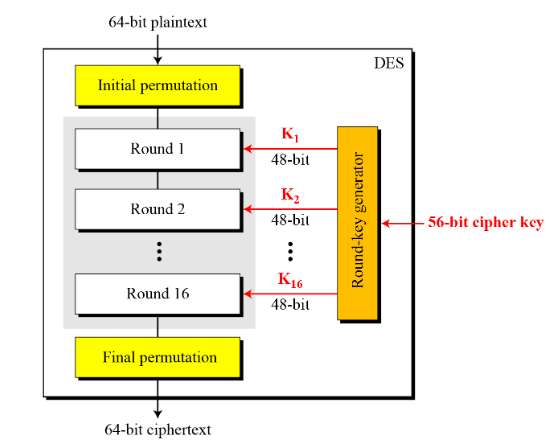 64-bit plaintext
DES
Initial permutation
Round 1
K1
48-bit
Round 2
K2
48-bit
Round-key generator
56-bit cipher key
Round 16
K16
48-bit
Final permutation
64-bit ciphertext